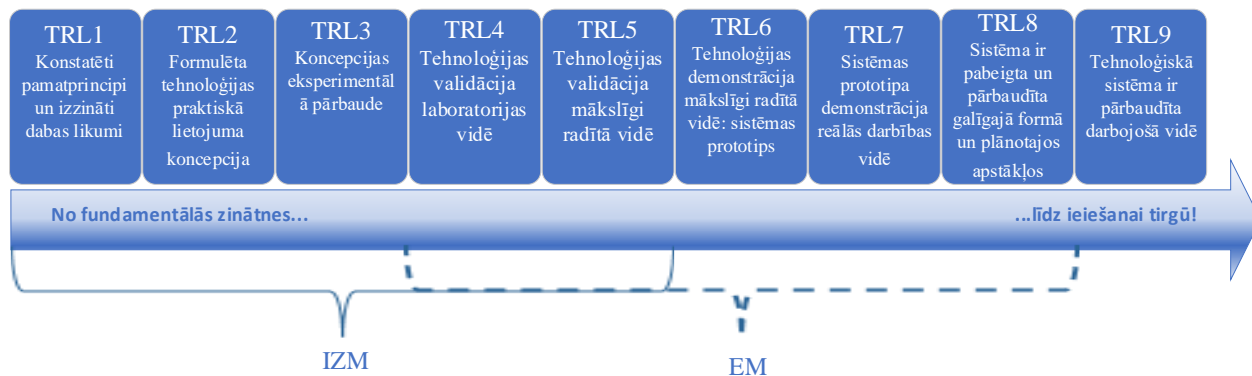 TRL1
Konstatēti
pamatprincipi
un izzināti
dabas likumi
TRL2
Formulēta
tehnoloģijas
praktiskā
lietojuma
koncepcija
TRL3
Koncepcijas
eksperimentāl
ā pārbaude
TRL4
Tehnoloģijas
validācija
laboratorijas
vidē
TRL5
Tehnoloģijas
validācija
mākslīgi
radītā vidē
TRL6
Tehnoloģijas
demonstrācija
mākslīgi radītā
vidē: sistēmas
prototips
TRL7
Sistēmas
prototipa
demonstrācija
reālās darbības
vidē
TRL8
Sistēma ir
pabeigta un
pārbaudīta
galīgajā formā
un plānotajos
apstākļos
TRL9
Tehnoloģiskā
sistēma ir
pārbaudīta
darbojošā vidē
No fundamentālās zinātnes...
...līdz ieiešanai tirgū!
IZM
EM